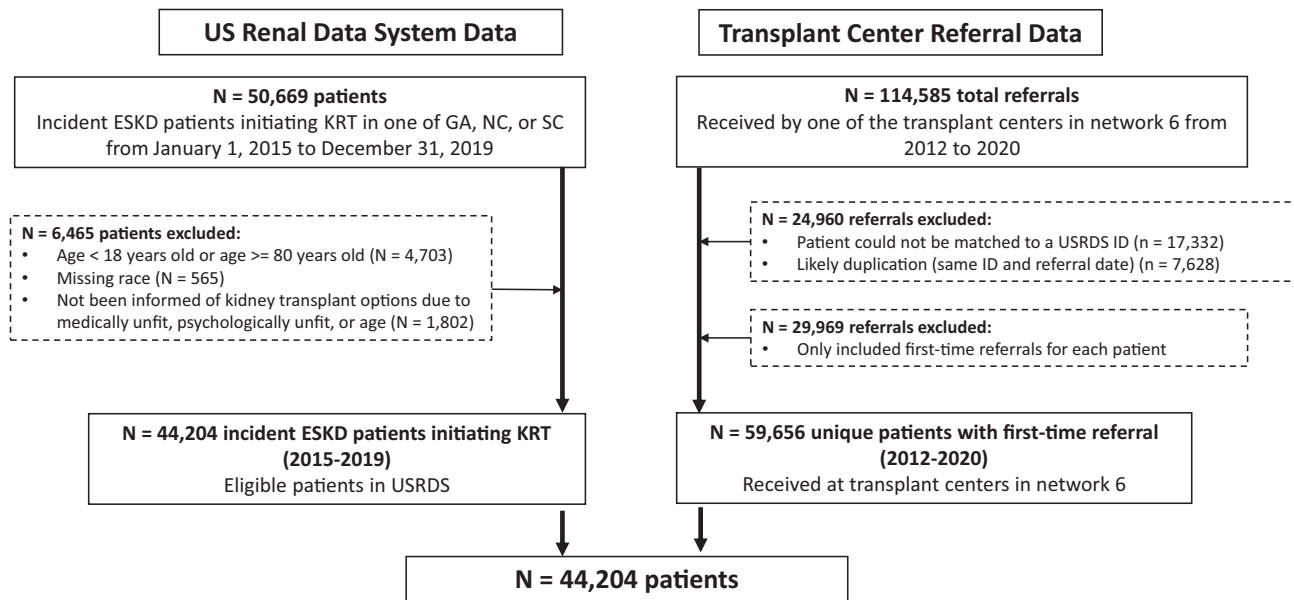 US Renal Data System Data
Transplant Center Referral Data
N = 50,669 patients
Incident ESKD patients initiating KRT in one of GA, NC, or SC
from January 1, 2015 to December 31, 2019
N = 114,585 total referrals
Received by one of the transplant centers in network 6 from
2012 to 2020
N = 6,465 patients excluded:
• Age < 18 years old or age >= 80 years old (N = 4,703)
• Missing race (N = 565)
• Not been informed of kidney transplant options due to
medically unfit, psychologically unfit, or age (N = 1,802)
N = 24,960 referrals excluded:
• Patient could not be matched to a USRDS ID (n = 17,332)
• Likely duplication (same ID and referral date) (n = 7,628)
N = 29,969 referrals excluded:
• Only included first-time referrals for each patient
N = 44,204 incident ESKD patients initiating KRT
(2015-2019)
Eligible patients in USRDS
N = 59,656 unique patients with first-time referral
(2012-2020)
Received at transplant centers in network 6
N = 44,204 patients